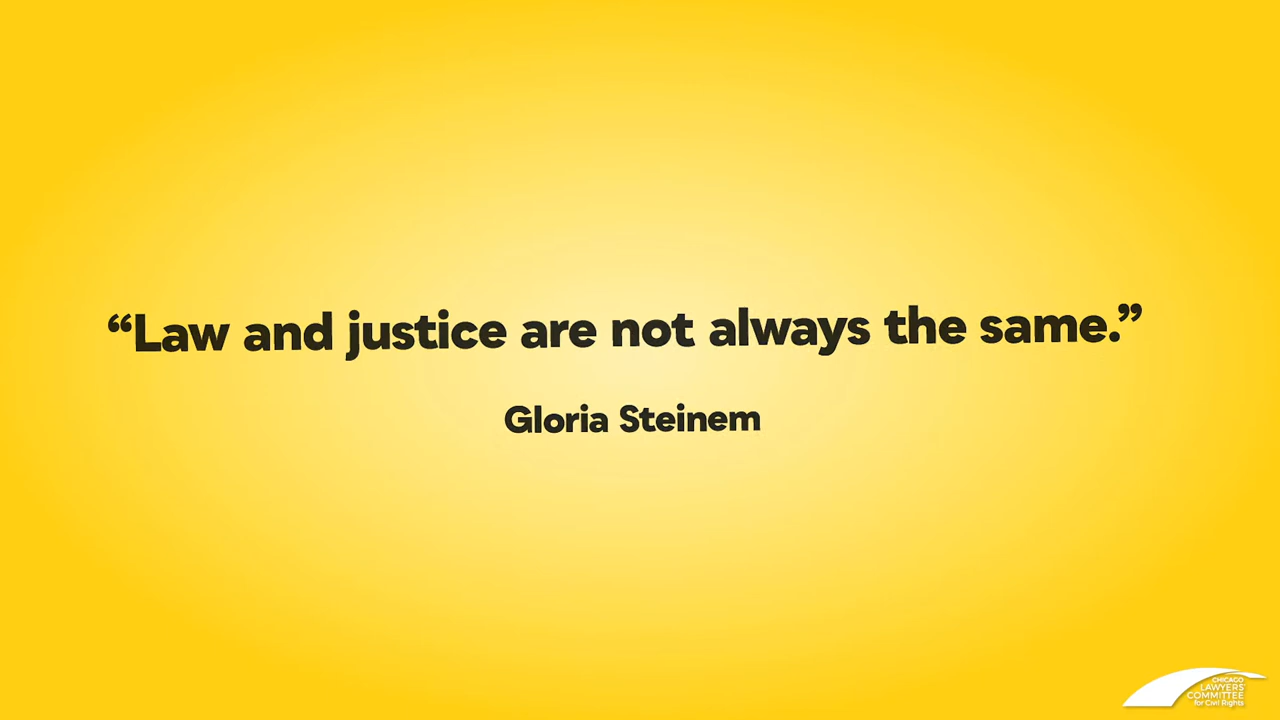 “Law and justice are not always the same.”
Gloria Steinem
CHICAGO
LAWYERS’
COMMITTEE
for Civil Rights